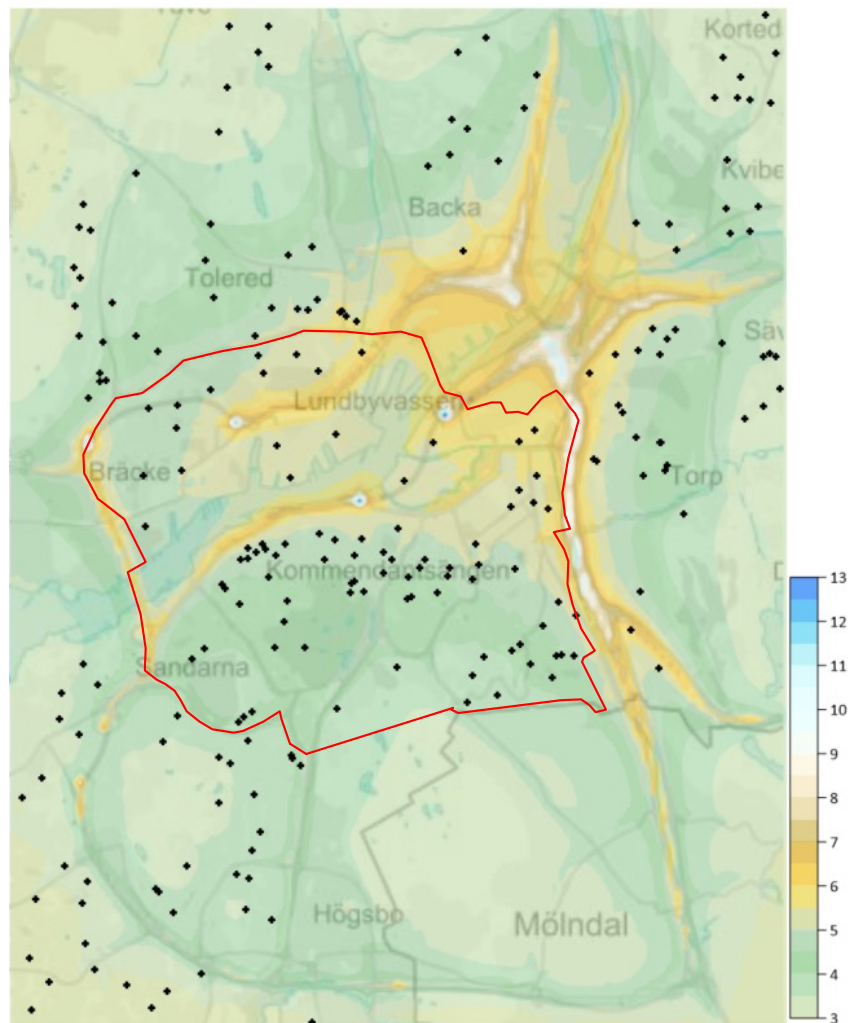 Korted
Kvibe
Backa
Tolered
Säv
Lundbyvassen
Bräcke
Torp
Kommendantsängen
13
12
11
10
9
8
7
6
5
4
3
Sandarna
Högsbo
Mölndal